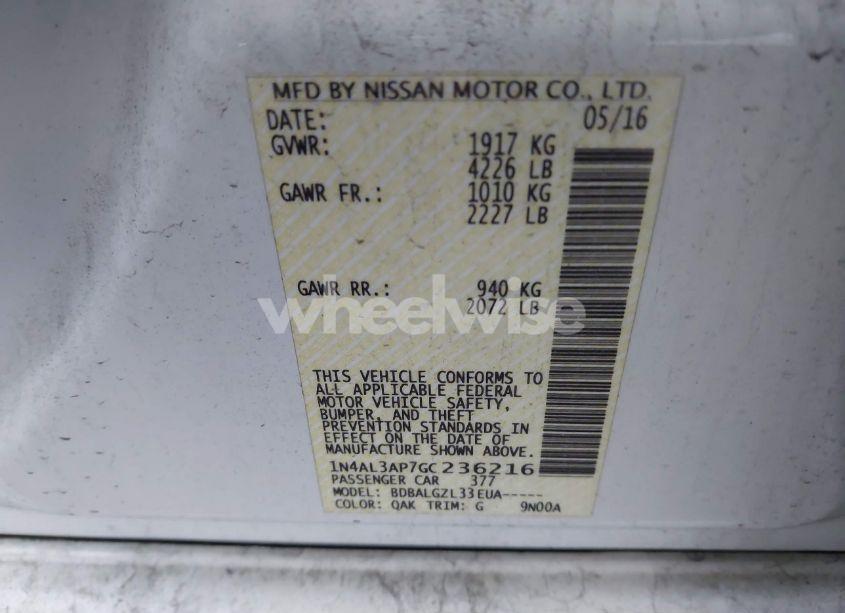 MFD BY NISSAN MOTOR CO., LTD.
DATE: 05/16
GVWR: 1917 KG
4226 LB
GAWR FR.: 1010 KG
2227 LB
GAWR RR.: 940 KG
2072 LB
wheelwise
THIS VEHICLE CONFORMS TO
ALL APPLICABLE FEDERAL
MOTOR VEHICLE SAFETY,
BUMPER, AND THEFT
PREVENTION STANDARDS IN
EFFECT ON THE DATE OF
MANUFACTURE SHOWN ABOVE.
1N4AL3AP7GC236216
PASSENGER CAR 377
MODEL: BDBALGZL33EUA-----
COLOR: QAK TRIM: G 9N00A